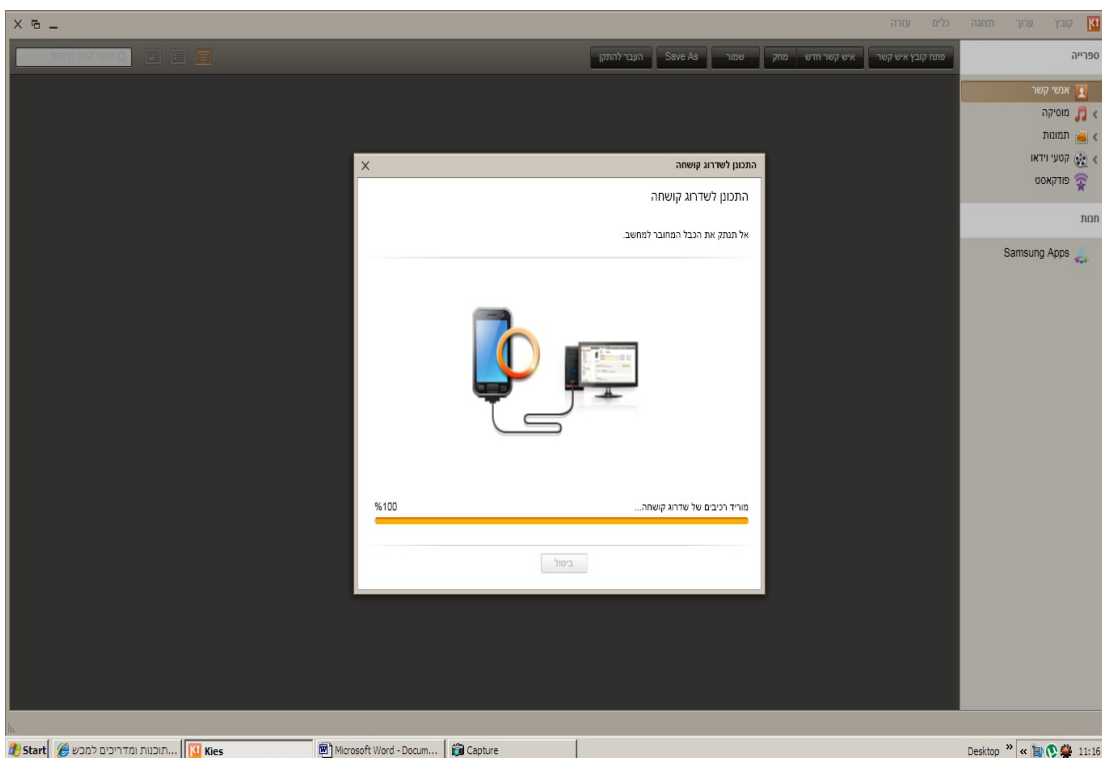 קובץ ערוך תצוגה כלים עזרה
ספרייה
אנשי קשר
מוסיקה
תמונות
קטעי וידאו
פודקאסט
חנות
Samsung Apps
פתח קובץ איש קשר איש קשר חדש מחק שמור Save As העבר להתקן
התכונן לשדרוג קושחה
התכונן לשדרוג קושחה
אל תנתק את הכבל המחובר למחשב.
מוריד רכיבים של שדרוג קושחה...
%100
ביטול
Start
תוכנות ומדריכים למכש...
Kies
Microsoft Word - Docum...
Capture
Desktop
11:16